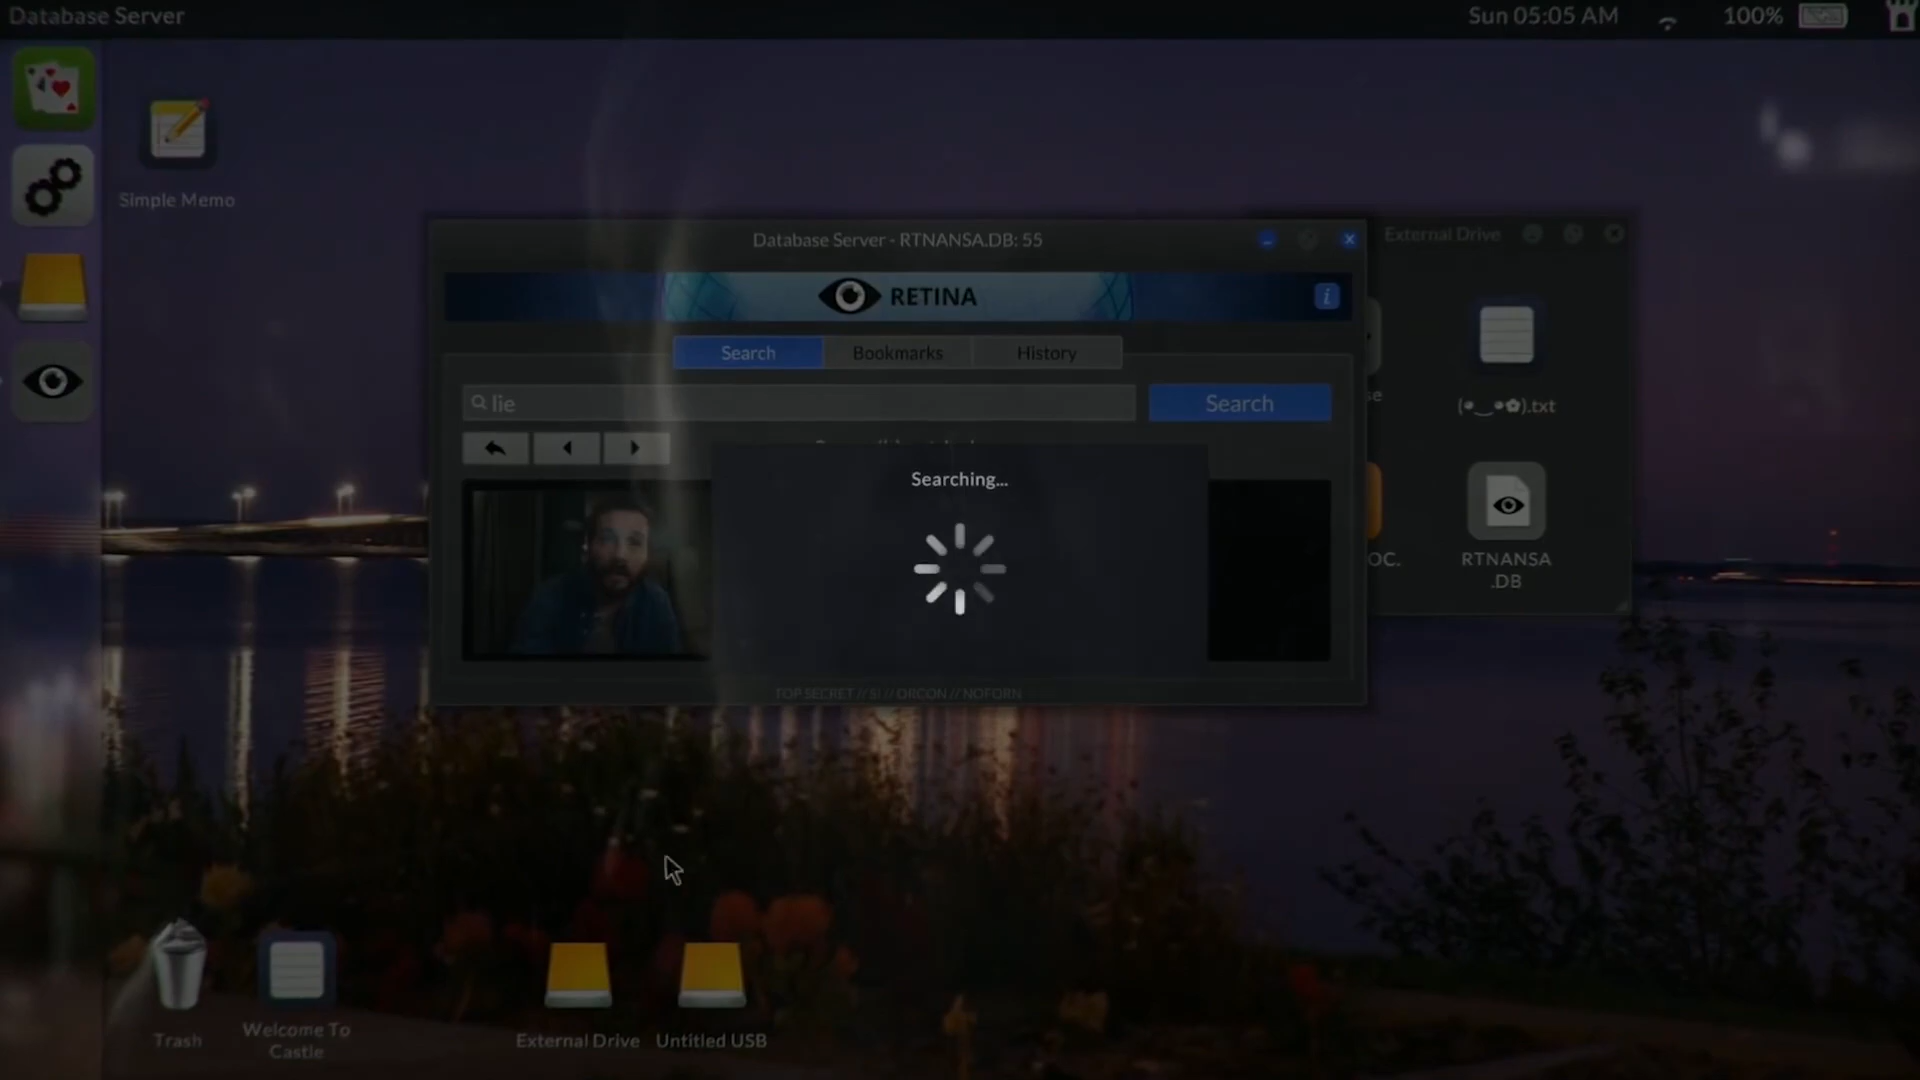 Database Server
Sun 05:05 AM
100%
Simple Memo
Database Server - RTNANSA.DB: 55
External Drive
RETINA
i
Search
Bookmarks
History
lie
Search
(•‿•✿).txt
Searching...
OC.
RTNANSA
.DB
TOP SECRET // SI // ORCON // NOFORN
Trash
Welcome To
Castle
External Drive
Untitled USB